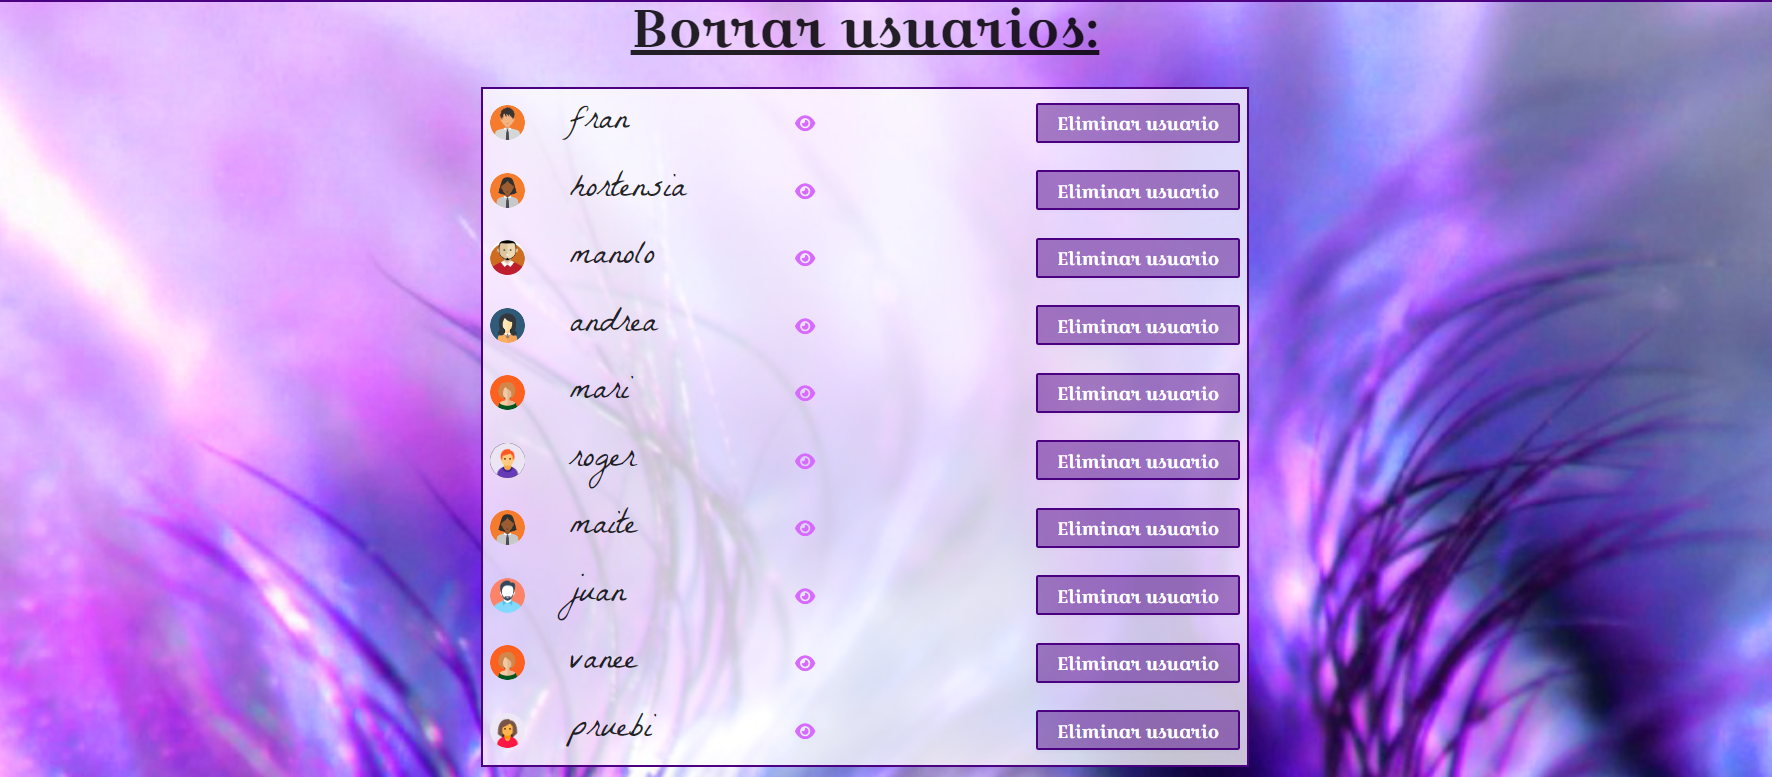 Borrar usuarios:
fran Eliminar usuario
hortensia Eliminar usuario
manolo Eliminar usuario
andrea Eliminar usuario
mari Eliminar usuario
roger Eliminar usuario
maite Eliminar usuario
juan Eliminar usuario
vanee Eliminar usuario
pruebi Eliminar usuario